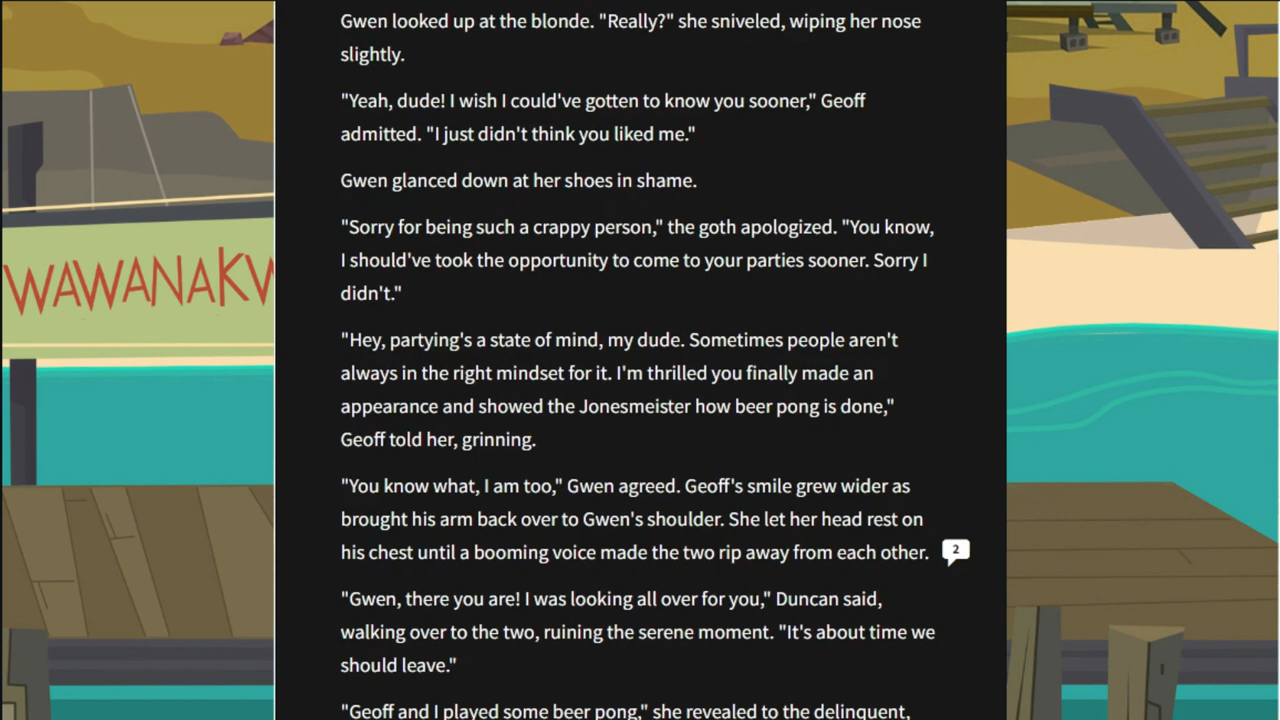 Gwen looked up at the blonde. "Really?" she sniveled, wiping her nose
slightly.
"Yeah, dude! I wish I could've gotten to know you sooner," Geoff
admitted. "I just didn't think you liked me."
Gwen glanced down at her shoes in shame.
"Sorry for being such a crappy person," the goth apologized. "You know,
I should've took the opportunity to come to your parties sooner. Sorry I
didn't."
"Hey, partying's a state of mind, my dude. Sometimes people aren't
always in the right mindset for it. I'm thrilled you finally made an
appearance and showed the Jonesmeister how beer pong is done,"
Geoff told her, grinning.
"You know what, I am too," Gwen agreed. Geoff's smile grew wider as
brought his arm back over to Gwen's shoulder. She let her head rest on
his chest until a booming voice made the two rip away from each other.
2
"Gwen, there you are! I was looking all over for you," Duncan said,
walking over to the two, ruining the serene moment. "It's about time we
should leave."
"Geoff and I played some beer pong," she revealed to the delinquent,
WAWANAKW